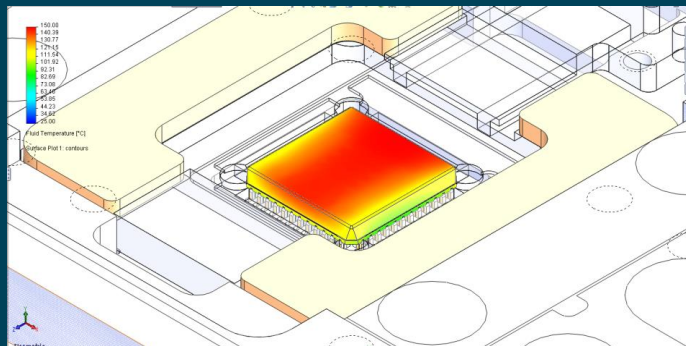 150.00
140.38
130.77
121.15
111.54
101.92
92.31
82.69
73.08
63.46
53.85
44.23
34.62
25.00
Fluid Temperature [°C]
Surface Plot 1: contours
Y
Z
X